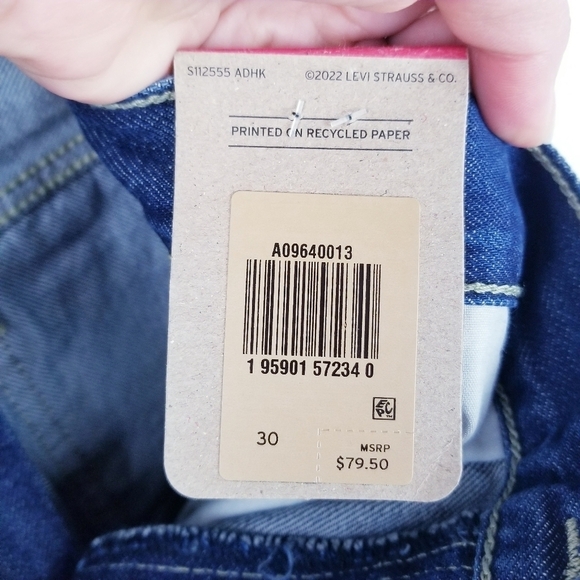 S112555 ADHK ©2022 LEVI STRAUSS & CO.
PRINTED ON RECYCLED PAPER
A09640013
1 95901 57234 0
EPC
30
MSRP
$79.50